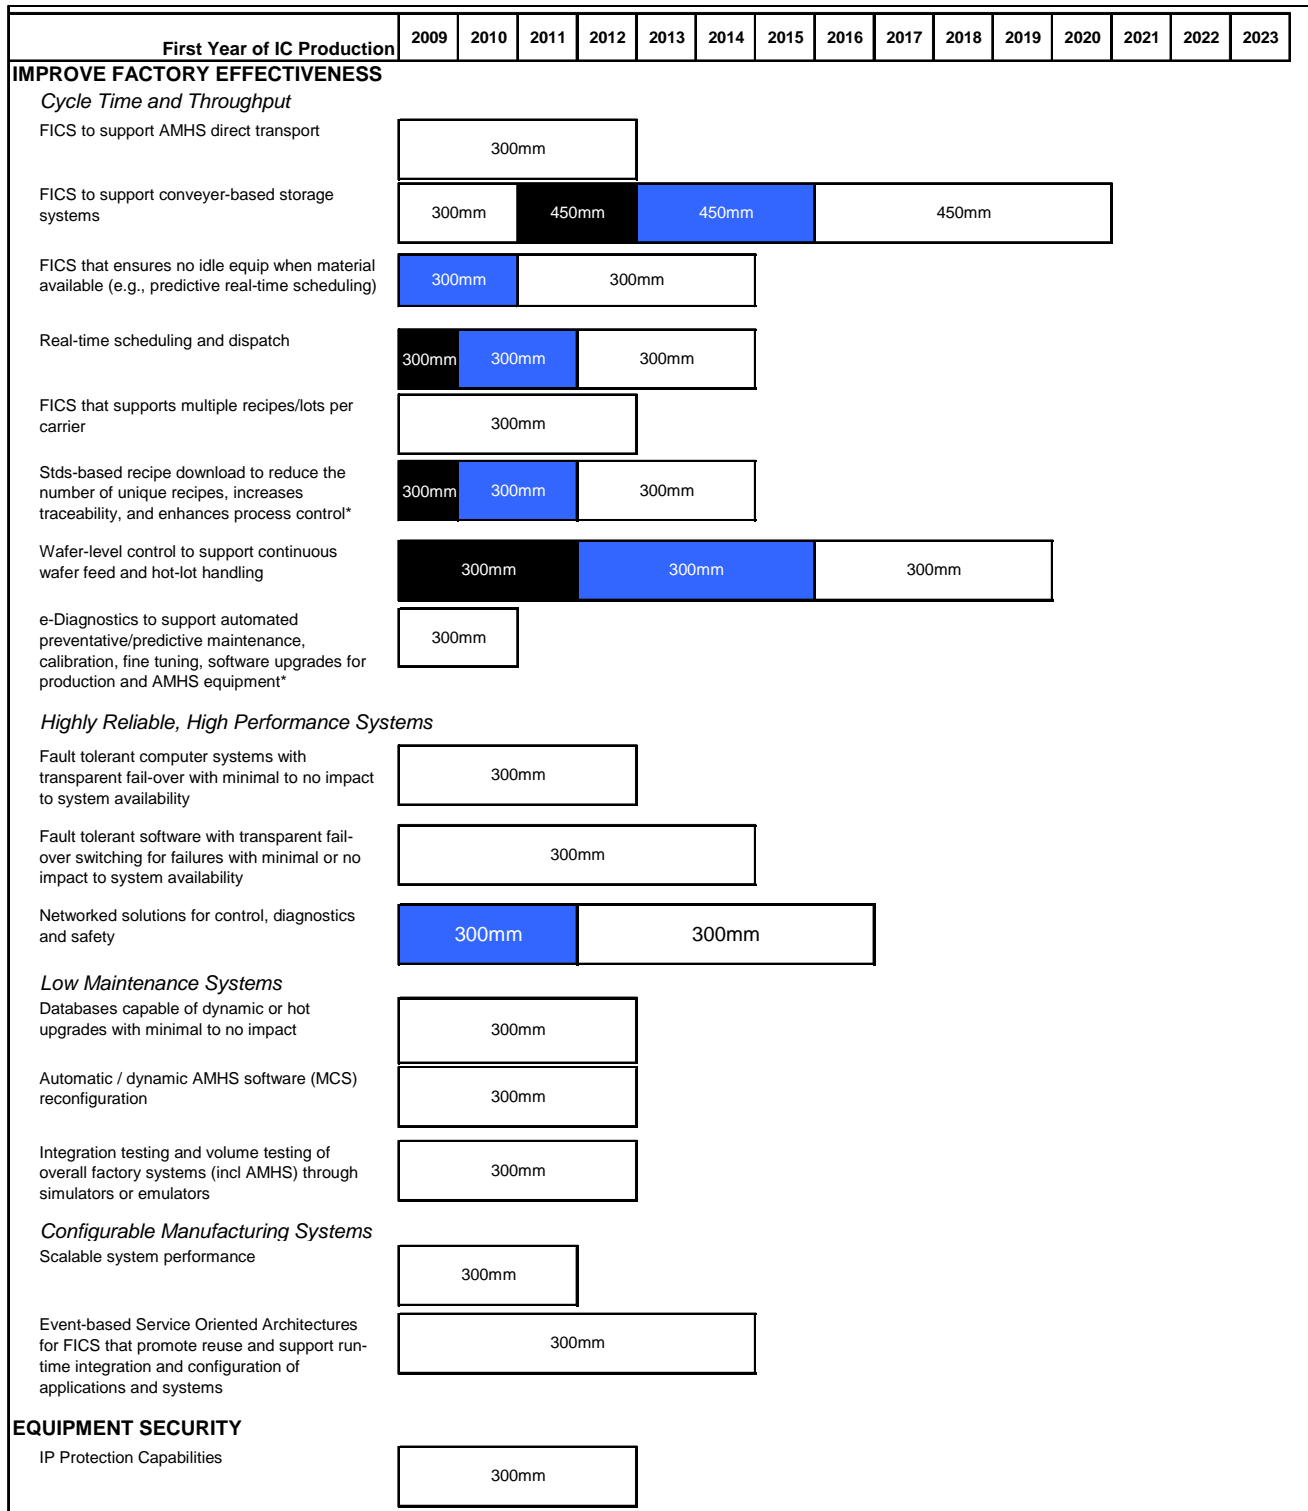 First Year of IC Production 2009 2010 2011 2012 2013 2014 2015 2016 2017 2018 2019 2020 2021 2022 2023
IMPROVE FACTORY EFFECTIVENESS
Cycle Time and Throughput
FICS to support AMHS direct transport
300mm
FICS to support conveyer-based storage
systems
300mm 450mm 450mm 450mm
FICS that ensures no idle equip when material
available (e.g., predictive real-time scheduling)
300mm 300mm
Real-time scheduling and dispatch
300mm 300mm 300mm
FICS that supports multiple recipes/lots per
carrier
300mm
Stds-based recipe download to reduce the
number of unique recipes, increases
traceability, and enhances process control*
300mm 300mm 300mm
Wafer-level control to support continuous
wafer feed and hot-lot handling
300mm 300mm 300mm
e-Diagnostics to support automated
preventative/predictive maintenance,
calibration, fine tuning, software upgrades for
production and AMHS equipment*
300mm
Highly Reliable, High Performance Systems
Fault tolerant computer systems with
transparent fail-over with minimal to no impact
to system availability
300mm
Fault tolerant software with transparent fail-
over switching for failures with minimal or no
impact to system availability
300mm
Networked solutions for control, diagnostics
and safety
300mm 300mm
Low Maintenance Systems
Databases capable of dynamic or hot
upgrades with minimal to no impact
300mm
Automatic / dynamic AMHS software (MCS)
reconfiguration
300mm
Integration testing and volume testing of
overall factory systems (incl AMHS) through
simulators or emulators
300mm
Configurable Manufacturing Systems
Scalable system performance
300mm
Event-based Service Oriented Architectures
for FICS that promote reuse and support run-
time integration and configuration of
applications and systems
300mm
EQUIPMENT SECURITY
IP Protection Capabilities
300mm